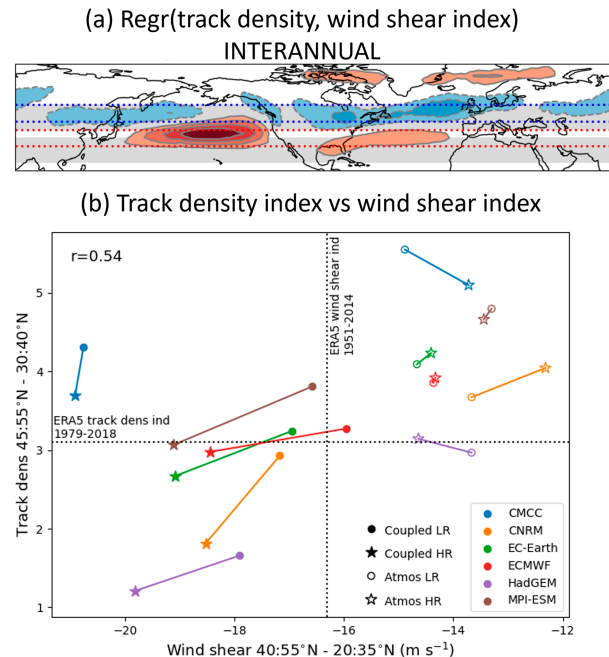 (a) Regr(track density, wind shear index)
INTERANNUAL
(b) Track density index vs wind shear index
r=0.54
ERA5 wind shear ind
1951-2014
ERA5 track dens ind
1979-2018
Track dens 45:55°N - 30:40°N
5
4
3
2
1
Coupled LR
Coupled HR
Atmos LR
Atmos HR
CMCC
CNRM
EC-Earth
ECMWF
HadGEM
MPI-ESM
−20
−18
−16
−14
−12
Wind shear 40:55°N - 20:35°N (m s⁻¹)